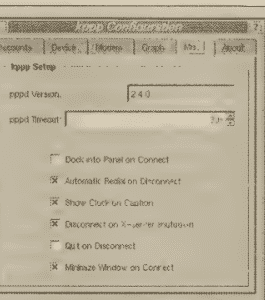 kppp Configuration
Accounts Device Modem Graph Misc. About
kppp Setup
pppd Version: 2.4.0
pppd Timeout:
Dock into Panel on Connect
Automatic Redial on Disconnect
Show Clock on Caption
Disconnect on X-server shutdown
Quit on Disconnect
Minimize Window on Connect